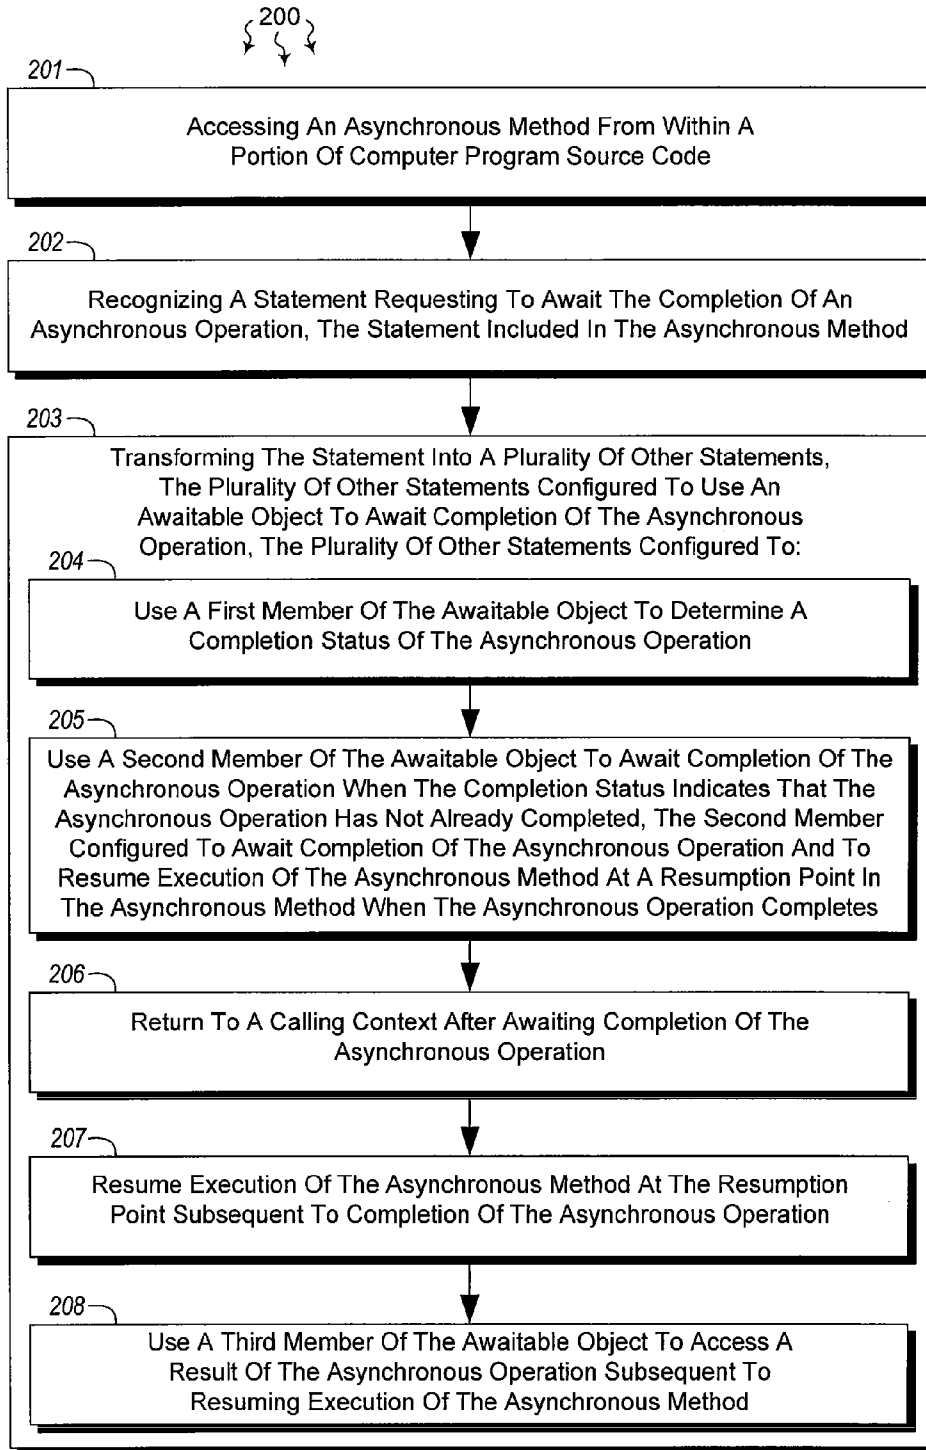 200
201
Accessing An Asynchronous Method From Within A
Portion Of Computer Program Source Code
202
Recognizing A Statement Requesting To Await The Completion Of An
Asynchronous Operation, The Statement Included In The Asynchronous Method
203
Transforming The Statement Into A Plurality Of Other Statements,
The Plurality Of Other Statements Configured To Use An
Awaitable Object To Await Completion Of The Asynchronous
Operation, The Plurality Of Other Statements Configured To:
204
Use A First Member Of The Awaitable Object To Determine A
Completion Status Of The Asynchronous Operation
205
Use A Second Member Of The Awaitable Object To Await Completion Of The
Asynchronous Operation When The Completion Status Indicates That The
Asynchronous Operation Has Not Already Completed, The Second Member
Configured To Await Completion Of The Asynchronous Operation And To
Resume Execution Of The Asynchronous Method At A Resumption Point In
The Asynchronous Method When The Asynchronous Operation Completes
206
Return To A Calling Context After Awaiting Completion Of The
Asynchronous Operation
207
Resume Execution Of The Asynchronous Method At The Resumption
Point Subsequent To Completion Of The Asynchronous Operation
208
Use A Third Member Of The Awaitable Object To Access A
Result Of The Asynchronous Operation Subsequent To
Resuming Execution Of The Asynchronous Method